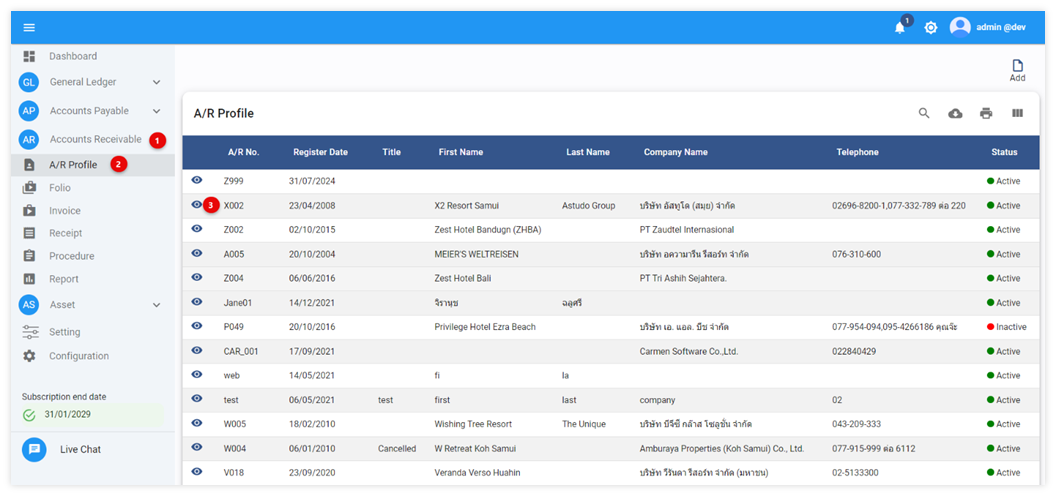 1
admin @dev
Dashboard
GL General Ledger
AP Accounts Payable
AR Accounts Receivable 1
A/R Profile 2
Folio
Invoice
Receipt
Procedure
Report
AS Asset
Setting
Configuration
Subscription end date
31/01/2029
Live Chat
Add
A/R Profile
A/R No. Register Date Title First Name Last Name Company Name Telephone Status
Z999 31/07/2024 Active
3 X002 23/04/2008 X2 Resort Samui Astudo Group บริษัท อัสทูโด (สมุย) จำกัด 02696-8200-1,077-332-789 ต่อ 220 Active
Z002 02/10/2015 Zest Hotel Bandugn (ZHBA) PT Zaudtel Internasional Active
A005 20/10/2004 MEIER'S WELTREISEN บริษัท อความารีน รีสอร์ท จำกัด 076-310-600 Active
Z004 06/06/2016 Zest Hotel Bali PT Tri Ashih Sejahtera. Active
Jane01 14/12/2021 จิรานุช ฉลูศรี Active
P049 20/10/2016 Privilege Hotel Ezra Beach บริษัท เอ. แอล. บีช จำกัด 077-954-094,095-4266186 คุณจ๊ะ Inactive
CAR_001 17/09/2021 Carmen Software Co.,Ltd. 022840429 Active
web 14/05/2021 fi la Active
test 06/05/2021 test first last company 02 Active
W005 18/02/2010 Wishing Tree Resort The Unique บริษัท บีจีซี กล๊าส โซลูชั่น จำกัด 043-209-333 Active
W004 06/01/2010 Cancelled W Retreat Koh Samui Amburaya Properties (Koh Samui) Co., Ltd. 077-915-999 ต่อ 6112 Active
V018 23/09/2020 Veranda Verso Huahin บริษัท วีรันดา รีสอร์ท จำกัด (มหาชน) 02-5133300 Active